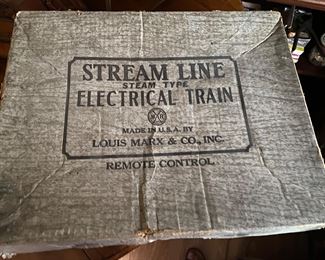 STREAM LINE
STEAM TYPE
ELECTRICAL TRAIN
MADE IN U.S.A. BY
LOUIS MARX & CO., INC.
REMOTE CONTROL